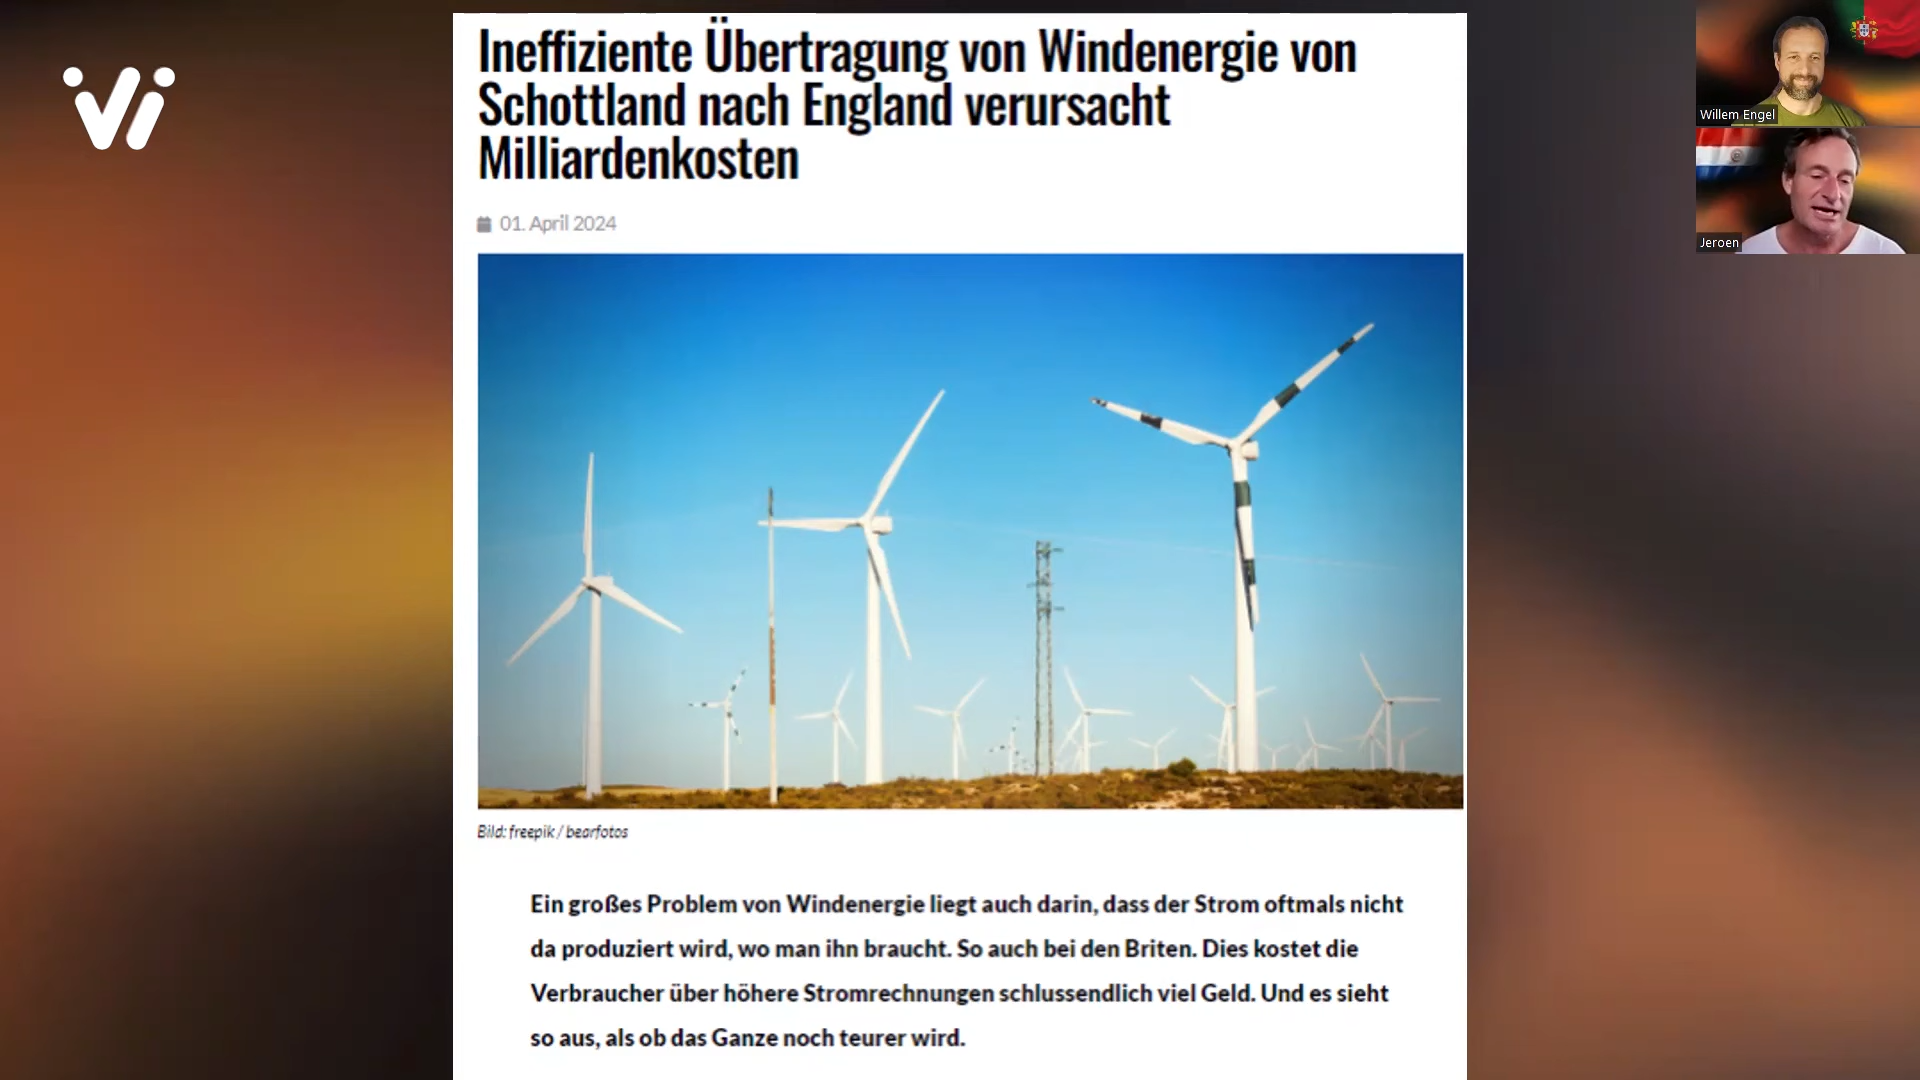 Ineffiziente Übertragung von Windenergie von
Schottland nach England verursacht
Milliardenkosten
01. April 2024
Bild: freepik / bearfotos
Ein großes Problem von Windenergie liegt auch darin, dass der Strom oftmals nicht
da produziert wird, wo man ihn braucht. So auch bei den Briten. Dies kostet die
Verbraucher über höhere Stromrechnungen schlussendlich viel Geld. Und es sieht
so aus, als ob das Ganze noch teurer wird.
Willem Engel
Jeroen